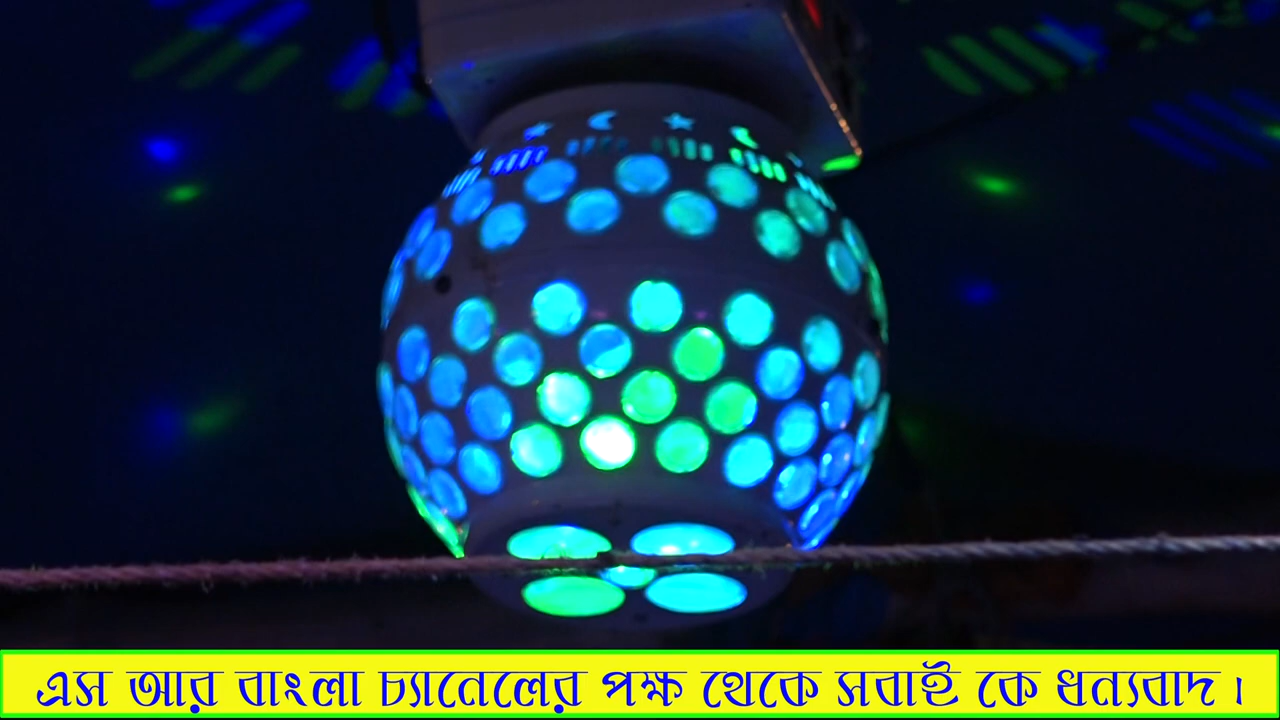 এস আর বাংলা চ্যানেলের পক্ষ থেকে সবাই কে ধন্যবাদ।